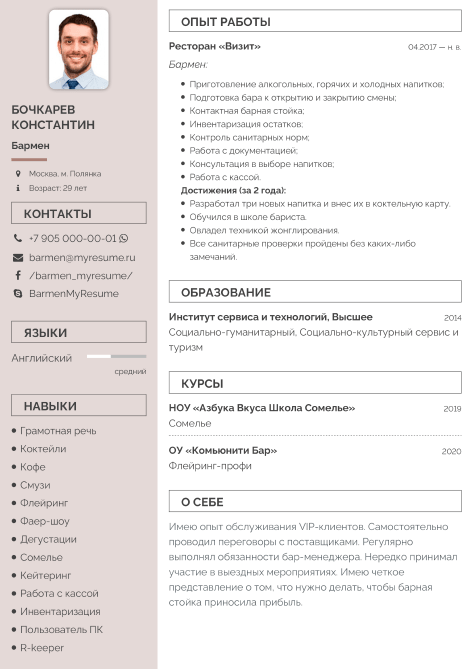 БОЧКАРЕВ
КОНСТАНТИН
Бармен
Москва, м. Полянка
Возраст: 29 лет
КОНТАКТЫ
+7 905 000-00-01
barmen@myresume.ru
/barmen_myresume/
BarmenMyResume
ЯЗЫКИ
Английский
средний
НАВЫКИ
Грамотная речь
Коктейли
Кофе
Смузи
Флейринг
Фаер-шоу
Дегустации
Сомелье
Кейтеринг
Работа с кассой
Инвентаризация
Пользователь ПК
R-keeper
ОПЫТ РАБОТЫ
Ресторан «Визит» 04.2017 — н. в.
Бармен:
Приготовление алкогольных, горячих и холодных напитков;
Подготовка бара к открытию и закрытию смены;
Контактная барная стойка;
Инвентаризация остатков;
Контроль санитарных норм;
Работа с документацией;
Консультация в выборе напитков;
Работа с кассой.
Достижения (за 2 года):
Разработал три новых напитка и внес их в коктельную карту.
Обучился в школе бариста.
Овладел техникой жонглирования.
Все санитарные проверки пройдены без каких-либо
замечаний.
ОБРАЗОВАНИЕ
Институт сервиса и технологий, Высшее 2014
Социально-гуманитарный, Социально-культурный сервис и
туризм
КУРСЫ
НОУ «Азбука Вкуса Школа Сомелье» 2019
Сомелье
ОУ «Комьюнити Бар» 2020
Флейринг-профи
О СЕБЕ
Имею опыт обслуживания VIP-клиентов. Самостоятельно
проводил переговоры с поставщиками. Регулярно
выполнял обязанности бар-менеджера. Нередко принимал
участие в выездных мероприятиях. Имею четкое
представление о том, что нужно делать, чтобы барная
стойка приносила прибыль.